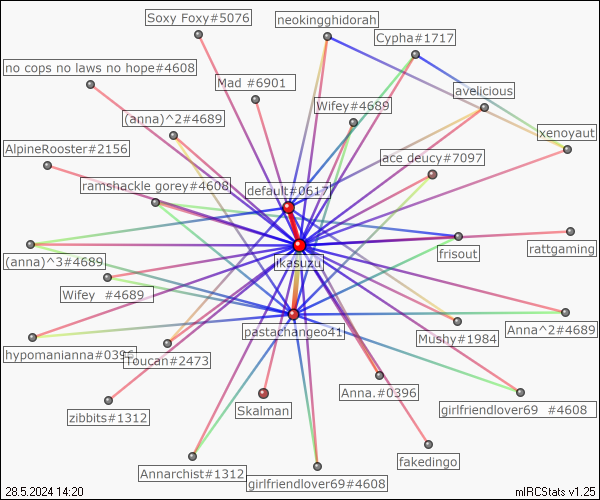 Soxy Foxy#5076
neokingghidorah
Cypha#1717
no cops no laws no hope#4608
Mad #6901
Wifey#4689
avelicious
(anna)^2#4689
xenoyaut
AlpineRooster#2156
ace deucy#7097
ramshackle gorey#4608
default#0617
frisout
rattgaming
(anna)^3#4689
ikasuzu
Wifey  #4689
Anna^2#4689
pastachangeo41
Mushy#1984
hypomanianna#0396
Toucan#2473
Anna.#0396
Skalman
girlfriendlover69  #4608
zibbits#1312
fakedingo
Annarchist#1312
girlfriendlover69#4608
28.5.2024 14:20
mIRCStats v1.25